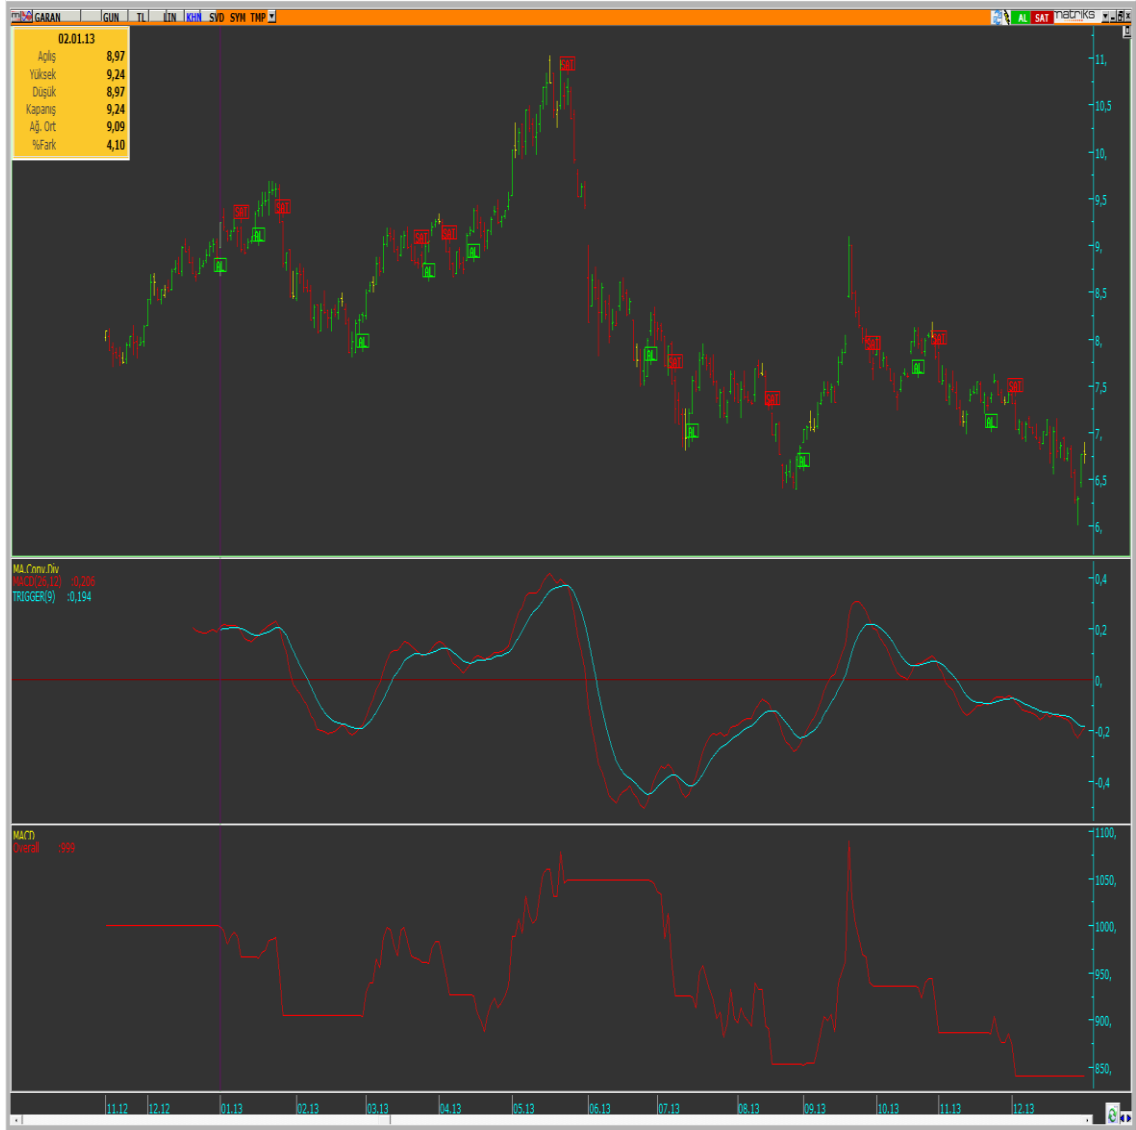 GARAN GUN TL LIN KHN SVD SYM TMP AL SAT matriks
02.01.13
Açılış 8,97
Yüksek 9,24
Düşük 8,97
Kapanış 9,24
Ağ. Ort 9,09
%Fark 4,10
SAT
11,
10,5
10,
9,5
SAT
SAT
AL
SAT
SAT
AL
9,
AL
AL
8,5
AL
SAT
SAT
8,
AL
SAT
AL
7,5
SAT
SAT
AL
7,
AL
AL
6,5
6,
MA.Conv.Div
MACD(26,12) :0,206
TRIGGER(9) :0,194
0,4
0,2
0,
-0,2
-0,4
MACD
Overall :999
1100,
1050,
1000,
950,
900,
850,
11.12 12.12 01.13 02.13 03.13 04.13 05.13 06.13 07.13 08.13 09.13 10.13 11.13 12.13